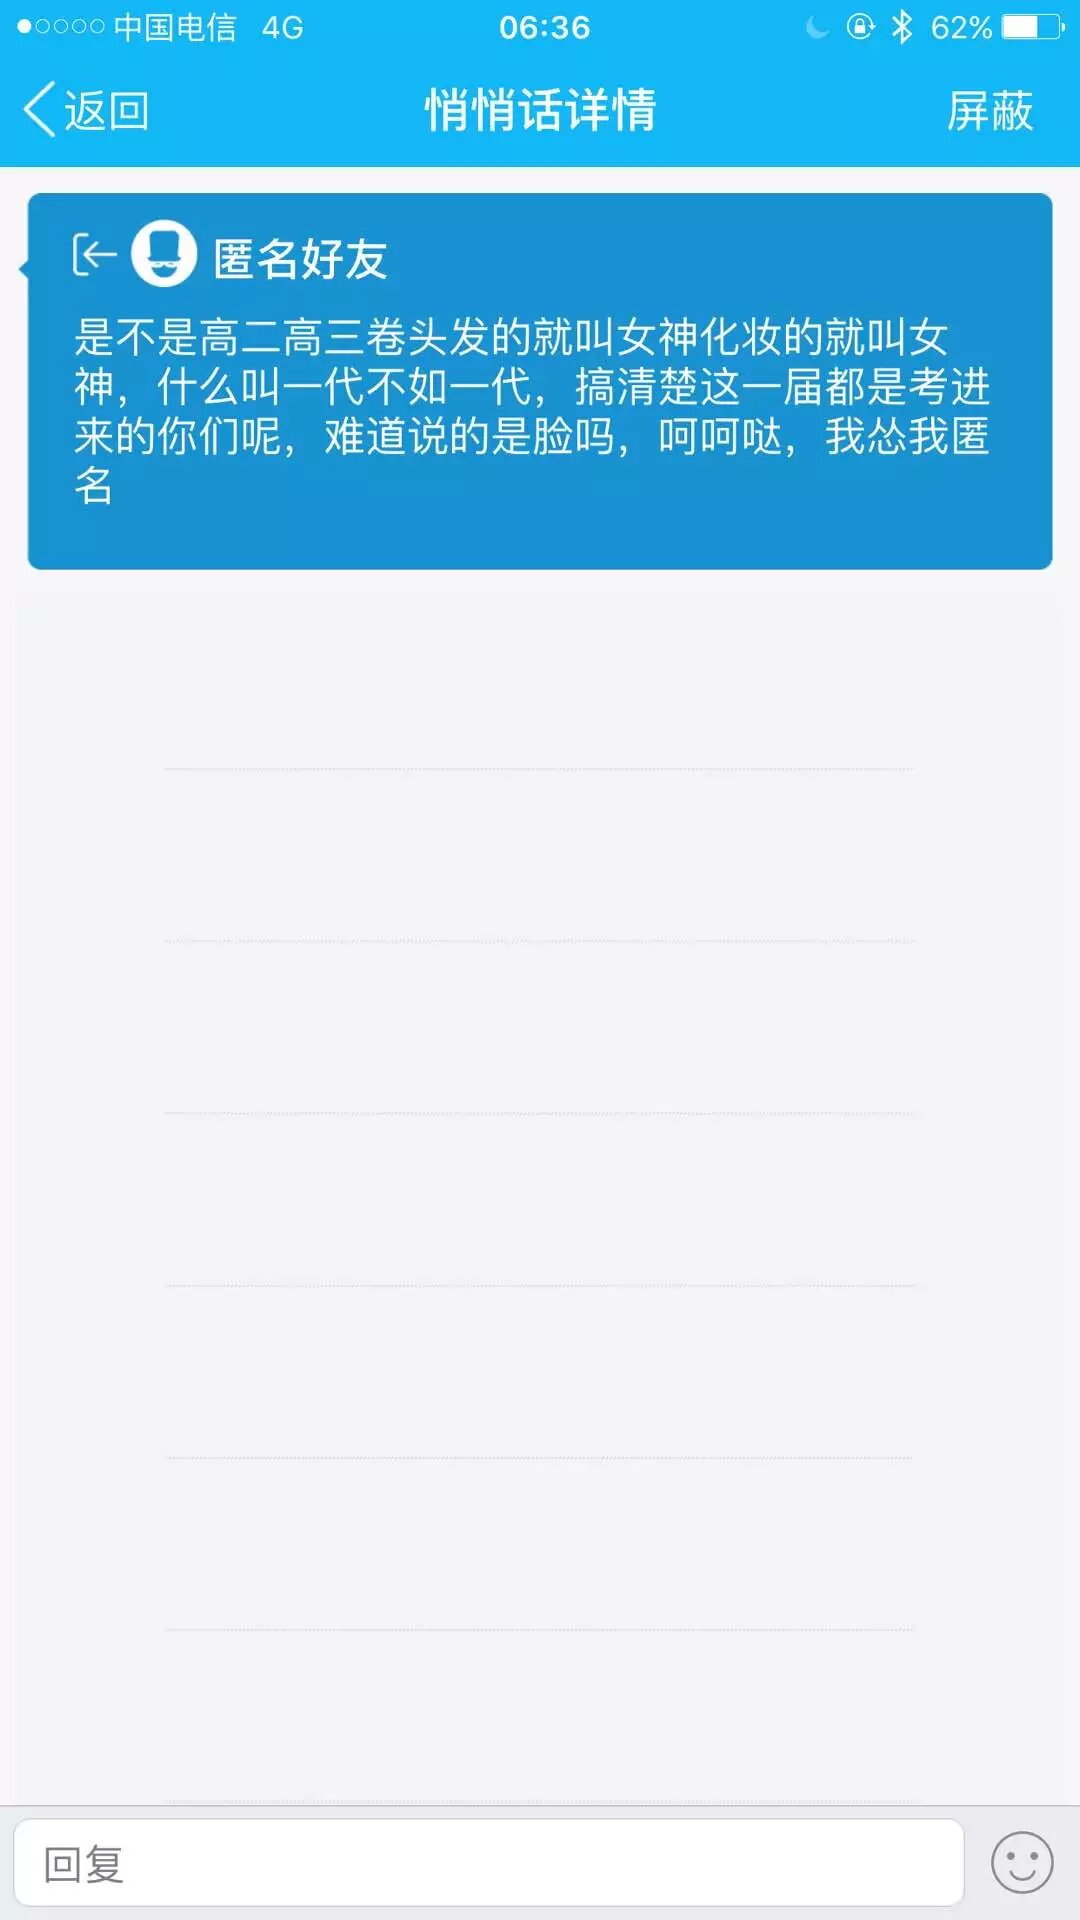 中国电信 4G 06:36 62%
返回 悄悄话详情 屏蔽
匿名好友
是不是高二高三卷头发的就叫女神化妆的就叫女
神，什么叫一代不如一代，搞清楚这一届都是考进
来的你们呢，难道说的是脸吗，呵呵哒，我怂我匿
名
回复